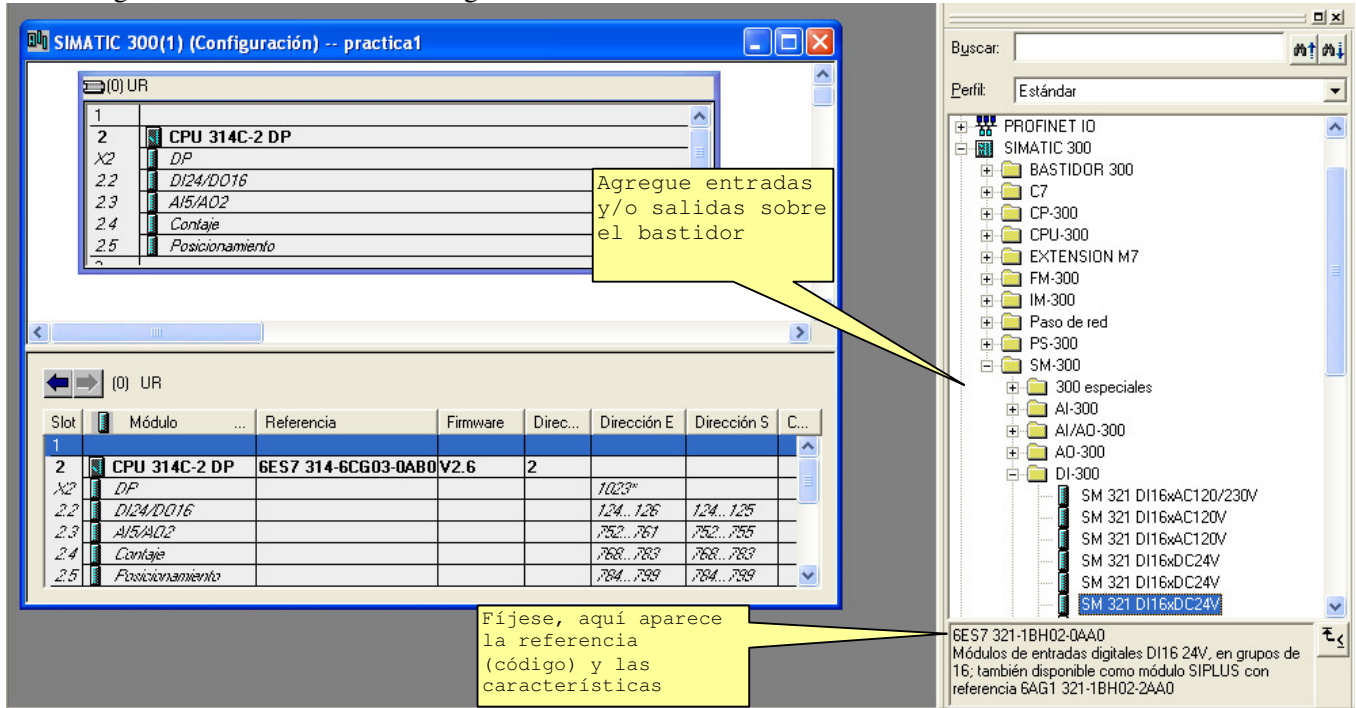 SIMATIC 300(1) (Configuración) -- practica1
(0) UR
1
2 CPU 314C-2 DP
X2 DP
2.2 DI24/DO16
2.3 AI5/AO2
2.4 Contaje
2.5 Posicionamiento
Agregue entradas
y/o salidas sobre
el bastidor
(0) UR
Slot Módulo ... Referencia Firmware Direc... Dirección E Dirección S C...
1
2 CPU 314C-2 DP 6ES7 314-6CG03-0AB0 V2.6 2
X2 DP 1023*
2.2 DI24/DO16 124...126 124...125
2.3 AI5/AO2 752...761 752...755
2.4 Contaje 768...783 768...783
2.5 Posicionamiento 784...799 784...799
Fíjese, aquí aparece
la referencia
(código) y las
características
Buscar:
Perfil: Estándar
PROFINET IO
SIMATIC 300
BASTIDOR 300
C7
CP-300
CPU-300
EXTENSION M7
FM-300
IM-300
Paso de red
PS-300
SM-300
300 especiales
AI-300
AI/AO-300
AO-300
DI-300
SM 321 DI16xAC120/230V
SM 321 DI16xAC120V
SM 321 DI16xAC120V
SM 321 DI16xDC24V
SM 321 DI16xDC24V
SM 321 DI16xDC24V
6ES7 321-1BH02-0AA0
Módulos de entradas digitales DI16 24V, en grupos de
16; también disponible como módulo SIPLUS con
referencia 6AG1 321-1BH02-2AA0